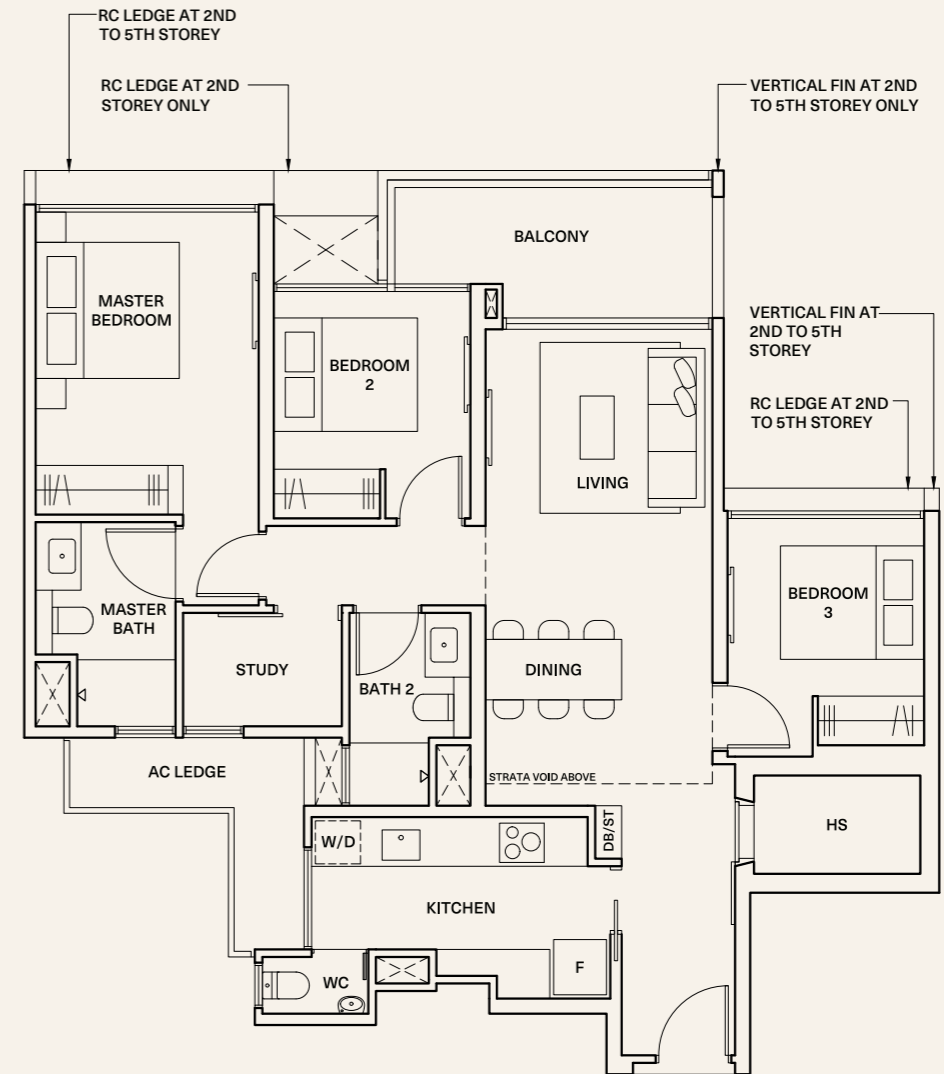 RC LEDGE AT 2ND
TO 5TH STOREY
RC LEDGE AT 2ND
STOREY ONLY
VERTICAL FIN AT 2ND
TO 5TH STOREY ONLY
BALCONY
MASTER
BEDROOM
BEDROOM
2
VERTICAL FIN AT
2ND TO 5TH
STOREY
RC LEDGE AT 2ND
TO 5TH STOREY
LIVING
BEDROOM
3
MASTER
BATH
STUDY
BATH 2
DINING
AC LEDGE
STRATA VOID ABOVE
W/D
DB/ST
HS
KITCHEN
F
WC